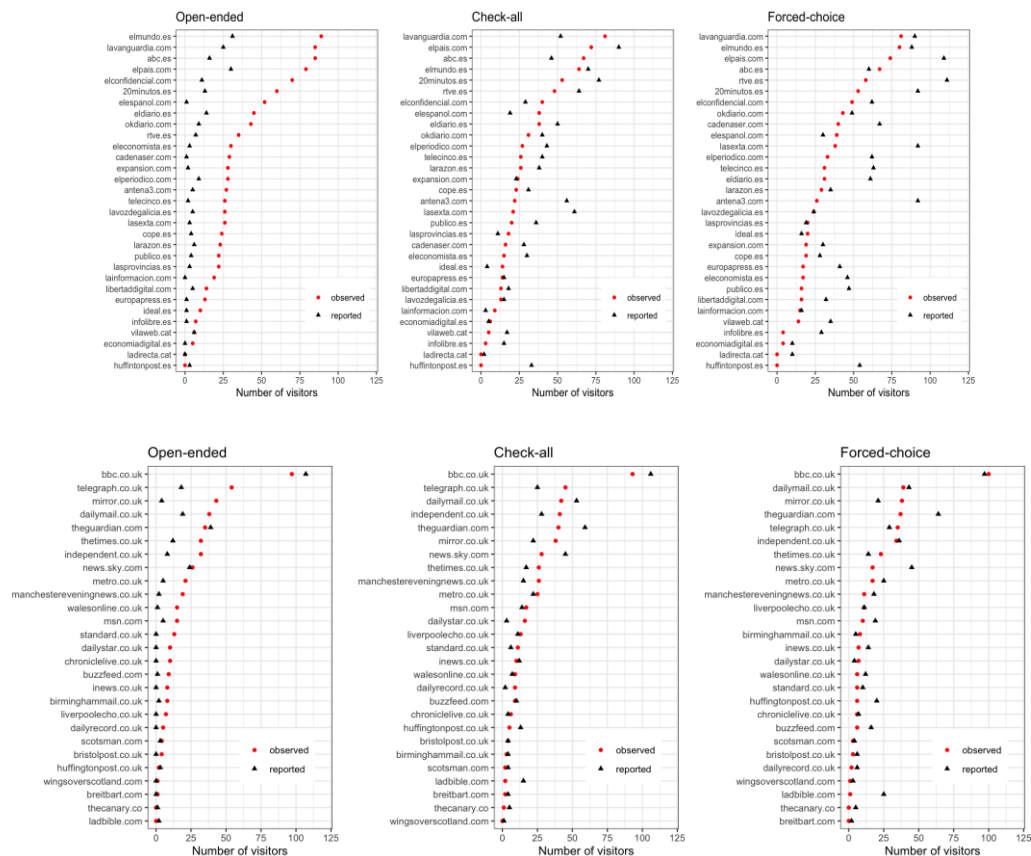 Open-ended
elmundo.es
lavanguardia.com
abc.es
elpais.com
elconfidencial.com
20minutos.es
elespanol.com
eldiario.es
okdiario.com
rtve.es
eleconomista.es
cadenaser.com
expansion.com
elperiodico.com
antena3.com
telecinco.es
lavozdegalicia.es
lasexta.com
cope.es
larazon.es
publico.es
lasprovincias.es
lainformacion.com
libertaddigital.com
europapress.es
ideal.es
infolibre.es
vilaweb.cat
economiadigital.es
ladirecta.cat
huffintonpost.es
observed
reported
0 25 50 75 100 125
Number of visitors
Check-all
lavanguardia.com
elpais.com
abc.es
elmundo.es
20minutos.es
rtve.es
elconfidencial.com
elespanol.com
eldiario.es
okdiario.com
elperiodico.com
telecinco.es
larazon.es
expansion.com
cope.es
antena3.com
lasexta.com
publico.es
lasprovincias.es
cadenaser.com
eleconomista.es
ideal.es
europapress.es
libertaddigital.com
lavozdegalicia.es
lainformacion.com
economiadigital.es
vilaweb.cat
infolibre.es
ladirecta.cat
huffintonpost.es
observed
reported
0 25 50 75 100 125
Number of visitors
Forced-choice
lavanguardia.com
elmundo.es
elpais.com
abc.es
rtve.es
20minutos.es
elconfidencial.com
okdiario.com
cadenaser.com
elespanol.com
lasexta.com
elperiodico.com
telecinco.es
eldiario.es
larazon.es
antena3.com
lavozdegalicia.es
lasprovincias.es
ideal.es
expansion.com
cope.es
europapress.es
eleconomista.es
publico.es
libertaddigital.com
lainformacion.com
vilaweb.cat
infolibre.es
economiadigital.es
ladirecta.cat
huffintonpost.es
observed
reported
0 25 50 75 100 125
Number of visitors
Open-ended
bbc.co.uk
telegraph.co.uk
mirror.co.uk
dailymail.co.uk
theguardian.com
thetimes.co.uk
independent.co.uk
news.sky.com
metro.co.uk
manchestereveningnews.co.uk
walesonline.co.uk
msn.com
standard.co.uk
dailystar.co.uk
chroniclelive.co.uk
buzzfeed.com
inews.co.uk
birminghammail.co.uk
liverpoolecho.co.uk
dailyrecord.co.uk
scotsman.com
bristolpost.co.uk
huffingtonpost.co.uk
wingsoverscotland.com
breitbart.com
thecanary.co
ladbible.com
observed
reported
0 25 50 75 100 125
Number of visitors
Check-all
bbc.co.uk
telegraph.co.uk
dailymail.co.uk
independent.co.uk
theguardian.com
mirror.co.uk
news.sky.com
thetimes.co.uk
manchestereveningnews.co.uk
metro.co.uk
msn.com
dailystar.co.uk
liverpoolecho.co.uk
standard.co.uk
inews.co.uk
walesonline.co.uk
dailyrecord.co.uk
buzzfeed.com
chroniclelive.co.uk
huffingtonpost.co.uk
bristolpost.co.uk
birminghammail.co.uk
scotsman.com
ladbible.com
breitbart.com
thecanary.co
wingsoverscotland.com
observed
reported
0 25 50 75 100 125
Number of visitors
Forced-choice
bbc.co.uk
dailymail.co.uk
mirror.co.uk
theguardian.com
telegraph.co.uk
independent.co.uk
thetimes.co.uk
news.sky.com
metro.co.uk
manchestereveningnews.co.uk
liverpoolecho.co.uk
msn.com
birminghammail.co.uk
inews.co.uk
dailystar.co.uk
walesonline.co.uk
standard.co.uk
huffingtonpost.co.uk
chroniclelive.co.uk
buzzfeed.com
scotsman.com
bristolpost.co.uk
dailyrecord.co.uk
wingsoverscotland.com
ladbible.com
thecanary.co
breitbart.com
observed
reported
0 25 50 75 100 125
Number of visitors